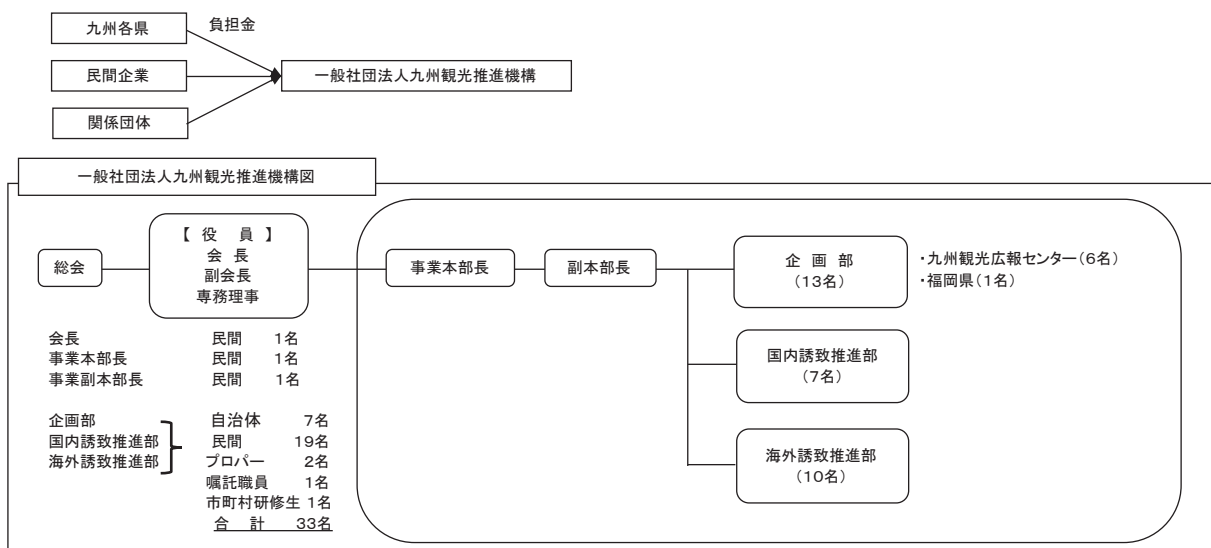 九州各県
負担金
民間企業
一般社団法人九州観光推進機構
関係団体
一般社団法人九州観光推進機構図
総会
【 役 員 】
会 長
副会長
専務理事
事業本部長
副本部長
企 画 部
(13名)
・九州観光広報センター(6名)
・福岡県(1名)
国内誘致推進部
(7名)
海外誘致推進部
(10名)
会長 民間 1名
事業本部長 民間 1名
事業副本部長 民間 1名
企画部 自治体 7名
国内誘致推進部 民間 19名
海外誘致推進部 プロパー 2名
嘱託職員 1名
市町村研修生 1名
合 計 33名